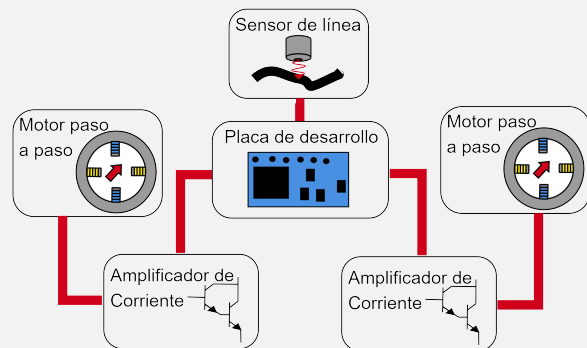 Sensor de línea
Motor paso
a paso
Placa de desarrollo
Motor paso
a paso
Amplificador de
Corriente
Amplificador de
Corriente